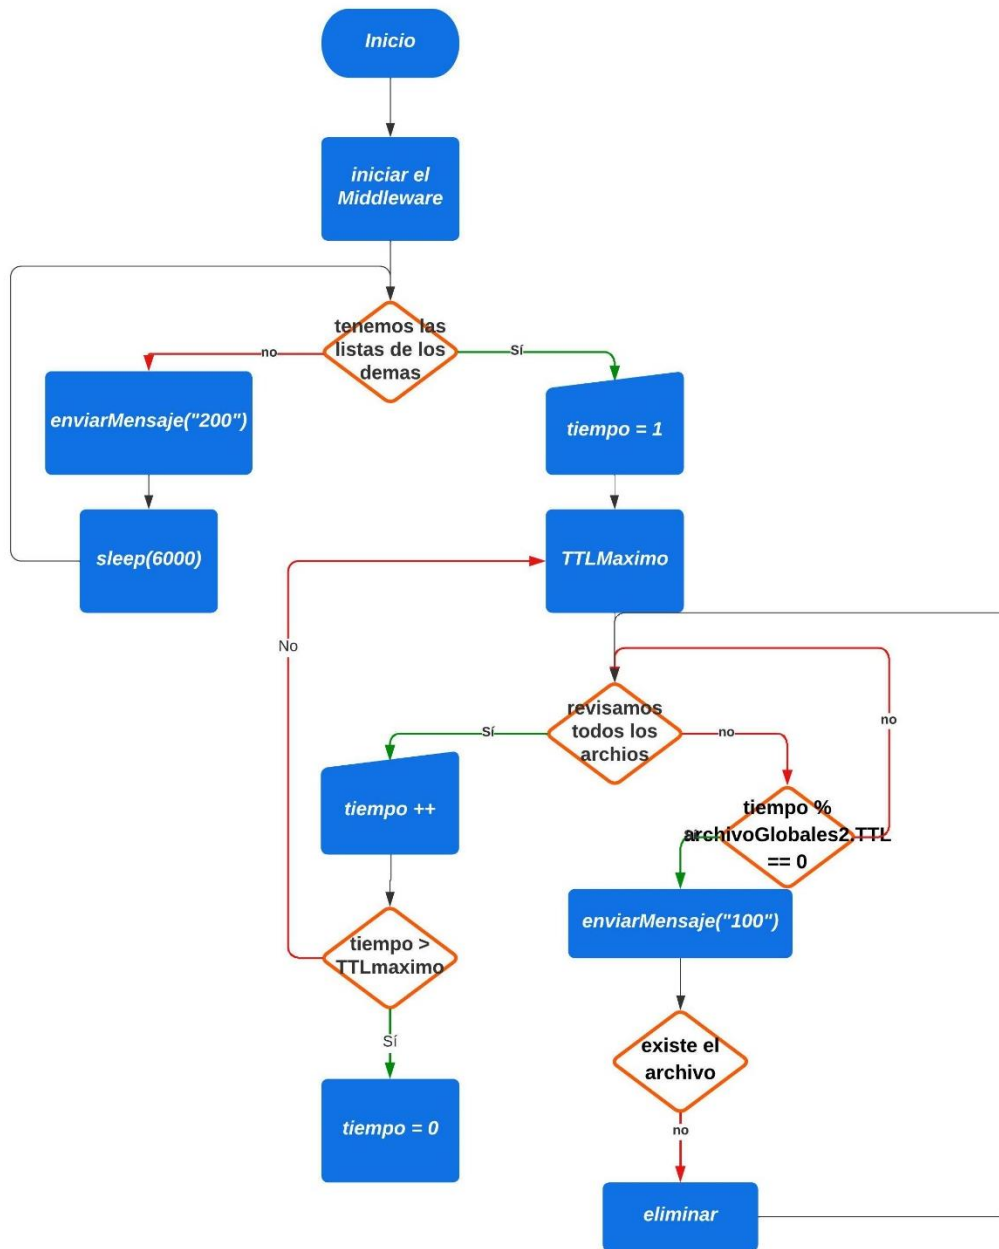 Inicio
iniciar el
Middleware
tenemos las
listas de los
demas
no
Sí
enviarMensaje("200")
tiempo = 1
sleep(6000)
TTLMaximo
No
revisamos
todos los
archios
Sí
no
no
tiempo ++
tiempo %
archivoGlobales2.TTL
== 0
Sí
enviarMensaje("100")
tiempo >
TTLmaximo
Sí
existe el
archivo
no
tiempo = 0
eliminar